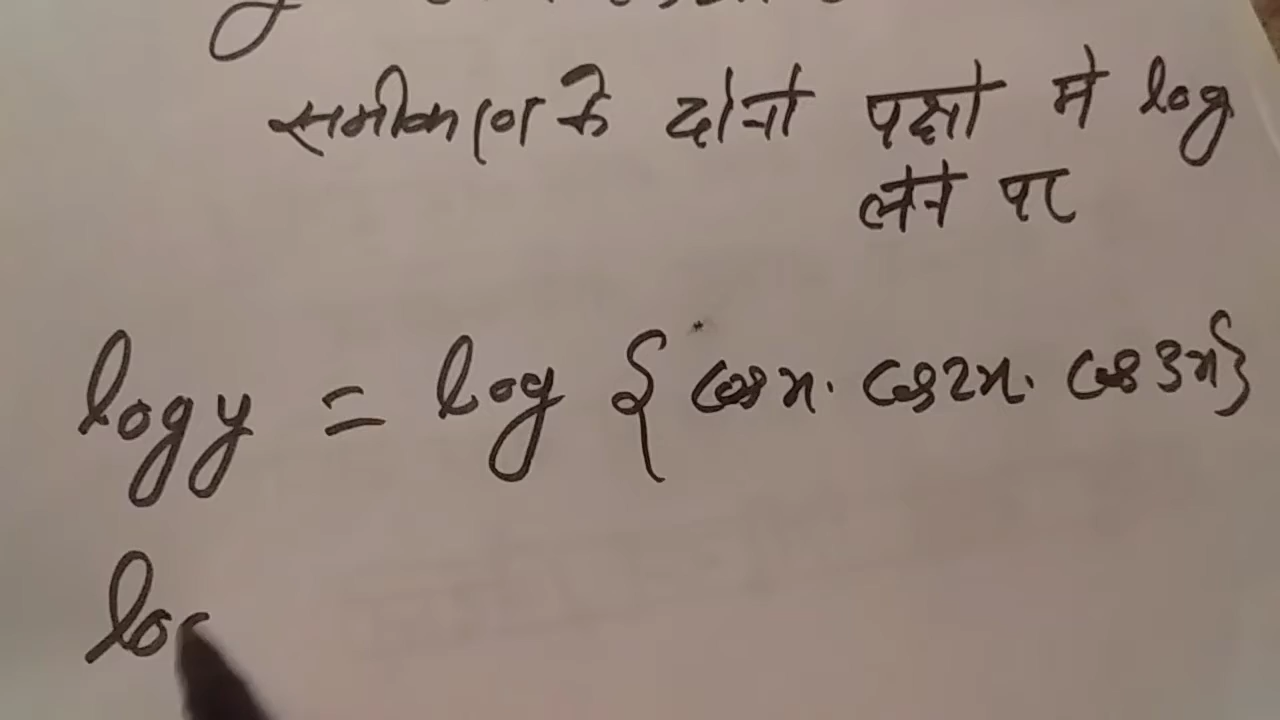 समीकरण के दोनो पक्षो मे log
लेने पर
log y = log { cos x . cos 2x . cos 3x }
lo